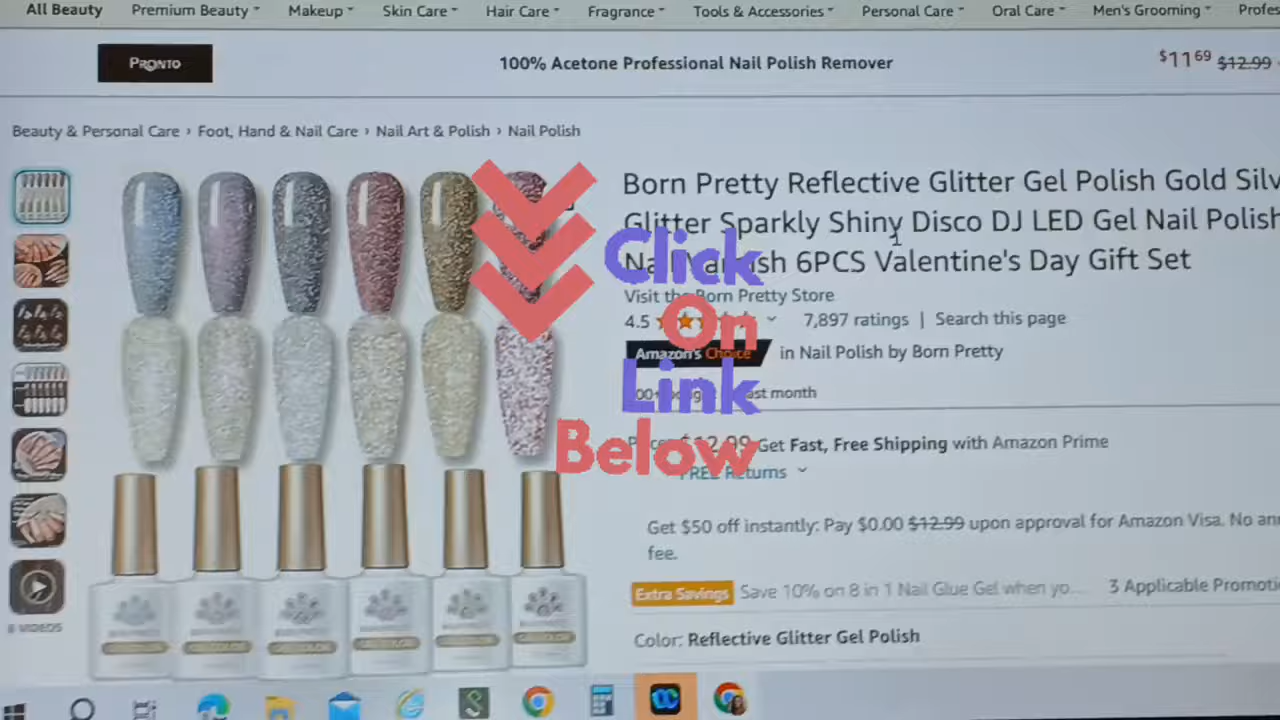 All Beauty Premium Beauty Makeup Skin Care Hair Care Fragrance Tools & Accessories Personal Care Oral Care Men's Grooming Profes
PRONTO
100% Acetone Professional Nail Polish Remover
$11.69 $12.99
Beauty & Personal Care › Foot, Hand & Nail Care › Nail Art & Polish › Nail Polish
Born Pretty Reflective Glitter Gel Polish Gold Silv
Glitter Sparkly Shiny Disco DJ LED Gel Nail Polish
6PCS Valentine's Day Gift Set
Visit the Born Pretty Store
4.5 7,897 ratings | Search this page
Amazon's Choice in Nail Polish by Born Pretty
month
Click
On
Link
Below
$12.99 Get Fast, Free Shipping with Amazon Prime
FREE Returns
Get $50 off instantly: Pay $0.00 $12.99 upon approval for Amazon Visa. No an
fee.
Extra Savings Save 10% on 8 in 1 Nail Glue Gel when yo... 3 Applicable Promoti
Color: Reflective Glitter Gel Polish
VIDEOS